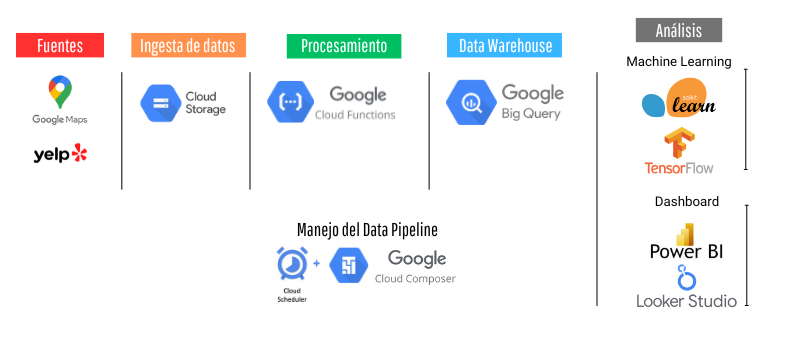 Fuentes
Ingesta de datos
Procesamiento
Data Warehouse
Análisis
Google Maps
yelp
Cloud
Storage
Google
Cloud Functions
Google
Big Query
Machine Learning
scikit
learn
TensorFlow
Dashboard
Power BI
Looker Studio
Manejo del Data Pipeline
Cloud
Scheduler
+
Google
Cloud Composer